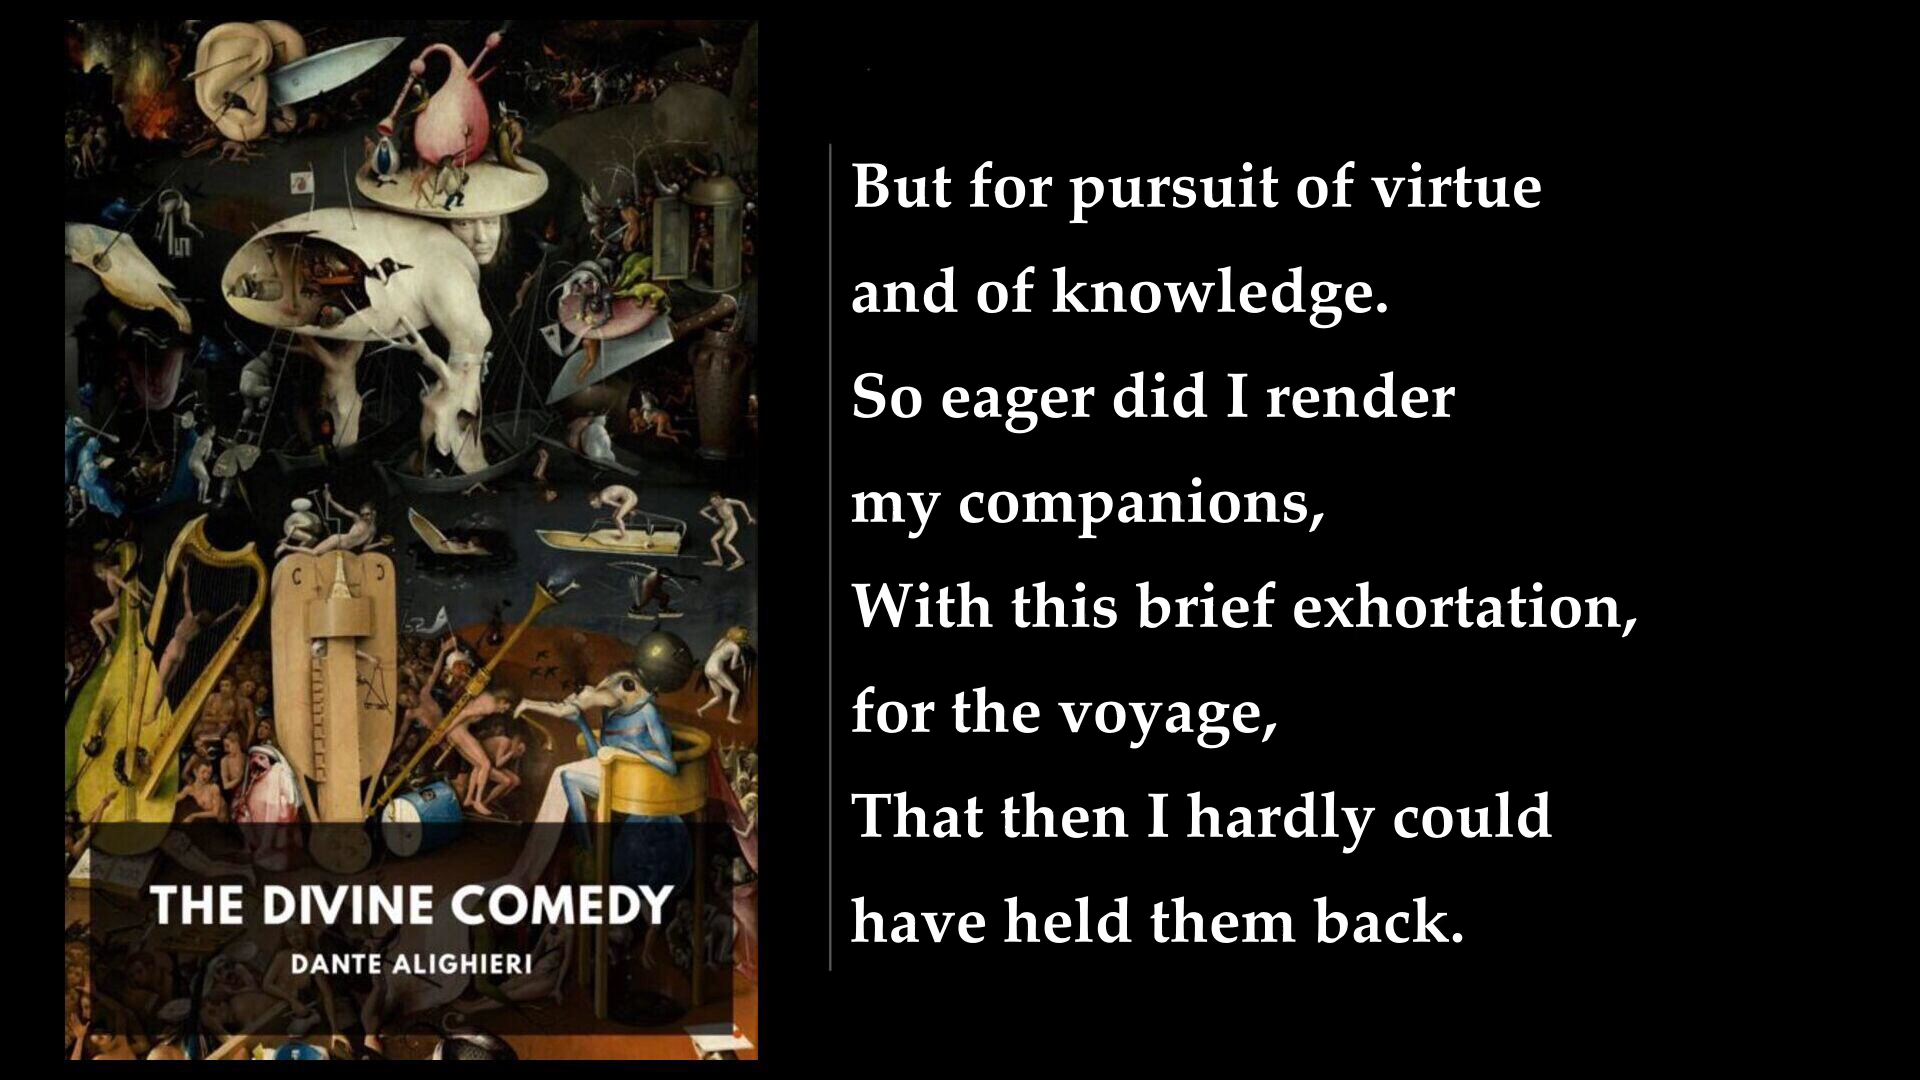 THE DIVINE COMEDY
DANTE ALIGHIERI
But for pursuit of virtue
and of knowledge.
So eager did I render
my companions,
With this brief exhortation,
for the voyage,
That then I hardly could
have held them back.